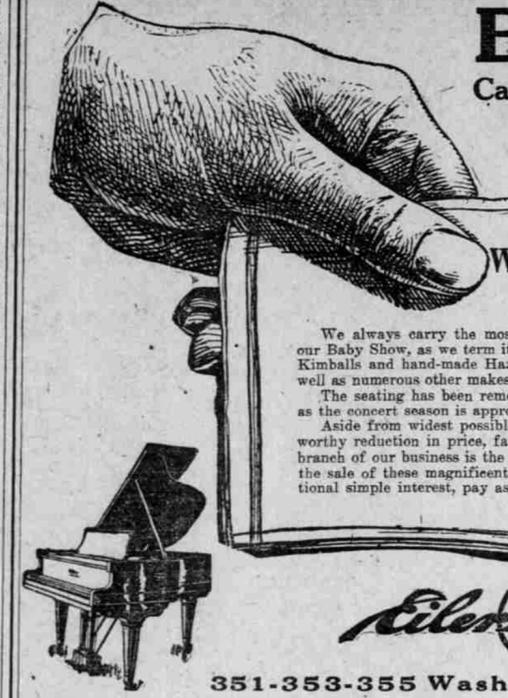 Ca
W
We always carry the mos
our Baby Show, as we term i
Kimballs and hand-made Ha
well as numerous other makes
The seating has been rem
as the concert season is appr
Aside from widest possibl
worthy reduction in price, fa
branch of our business is the
the sale of these magnificent
tional simple interest, pay as
Eiler
351-353-355 Wash